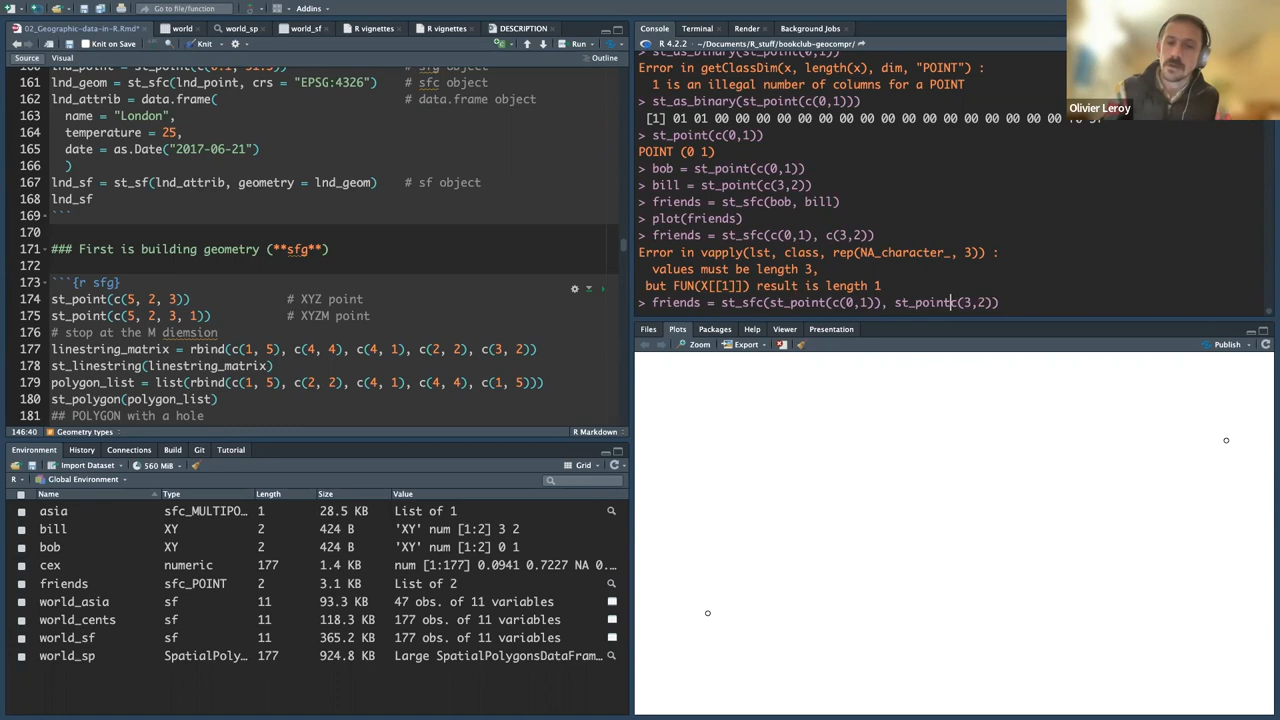 Go to file/function
Addins
02_Geographic-data-in-R.Rmd*
world
world_sp
world_sf
R vignettes
R vignettes
DESCRIPTION
Knit on Save
Knit
Run
Source
Visual
Outline
161 lnd_geom = st_sfc(lnd_point, crs = "EPSG:4326") # sfc object
162 lnd_attrib = data.frame( # data.frame object
163 name = "London",
164 temperature = 25,
165 date = as.Date("2017-06-21")
166 )
167 lnd_sf = st_sf(lnd_attrib, geometry = lnd_geom) # sf object
168 lnd_sf
169 ```
170
171 ### First is building geometry (**sfg**)
172
173 ```{r sfg}
174 st_point(c(5, 2, 3)) # XYZ point
175 st_point(c(5, 2, 3, 1)) # XYZM point
176 # stop at the M diemsion
177 linestring_matrix = rbind(c(1, 5), c(4, 4), c(4, 1), c(2, 2), c(3, 2))
178 st_linestring(linestring_matrix)
179 polygon_list = list(rbind(c(1, 5), c(2, 2), c(4, 1), c(4, 4), c(1, 5)))
180 st_polygon(polygon_list)
181 ## POLYGON with a hole
146:40
Geometry types
R Markdown
Environment History Connections Build Git Tutorial
Import Dataset
560 MiB
Grid
R
Global Environment
Name Type Length Size Value
asia sfc_MULTIPO… 1 28.5 KB List of 1
bill XY 2 424 B 'XY' num [1:2] 3 2
bob XY 2 424 B 'XY' num [1:2] 0 1
cex numeric 177 1.4 KB num [1:177] 0.0941 0.7227 NA 0.…
friends sfc_POINT 2 3.1 KB List of 2
world_asia sf 11 93.3 KB 47 obs. of 11 variables
world_cents sf 11 118.3 KB 177 obs. of 11 variables
world_sf sf 11 365.2 KB 177 obs. of 11 variables
world_sp SpatialPoly… 177 924.8 KB Large SpatialPolygonsDataFram…
Console Terminal Render Background Jobs
R 4.2.2 · ~/Documents/R_stuff/bookclub-geocomp/
Error in getClassDim(x, length(x), dim, "POINT") :
1 is an illegal number of columns for a POINT
> st_as_binary(st_point(c(0,1)))
[1] 01 01 00 00 00 00 00 00 00 00 00 00 00 00 00 00 00 00 00
> st_point(c(0,1))
POINT (0 1)
> bob = st_point(c(0,1))
> bill = st_point(c(3,2))
> friends = st_sfc(bob, bill)
> plot(friends)
> friends = st_sfc(c(0,1), c(3,2))
Error in vapply(lst, class, rep(NA_character_, 3)) :
values must be length 3,
but FUN(X[[1]]) result is length 1
> friends = st_sfc(st_point(c(0,1)), st_pointc(3,2))
Files Plots Packages Help Viewer Presentation
Zoom
Export
Publish
Olivier Leroy